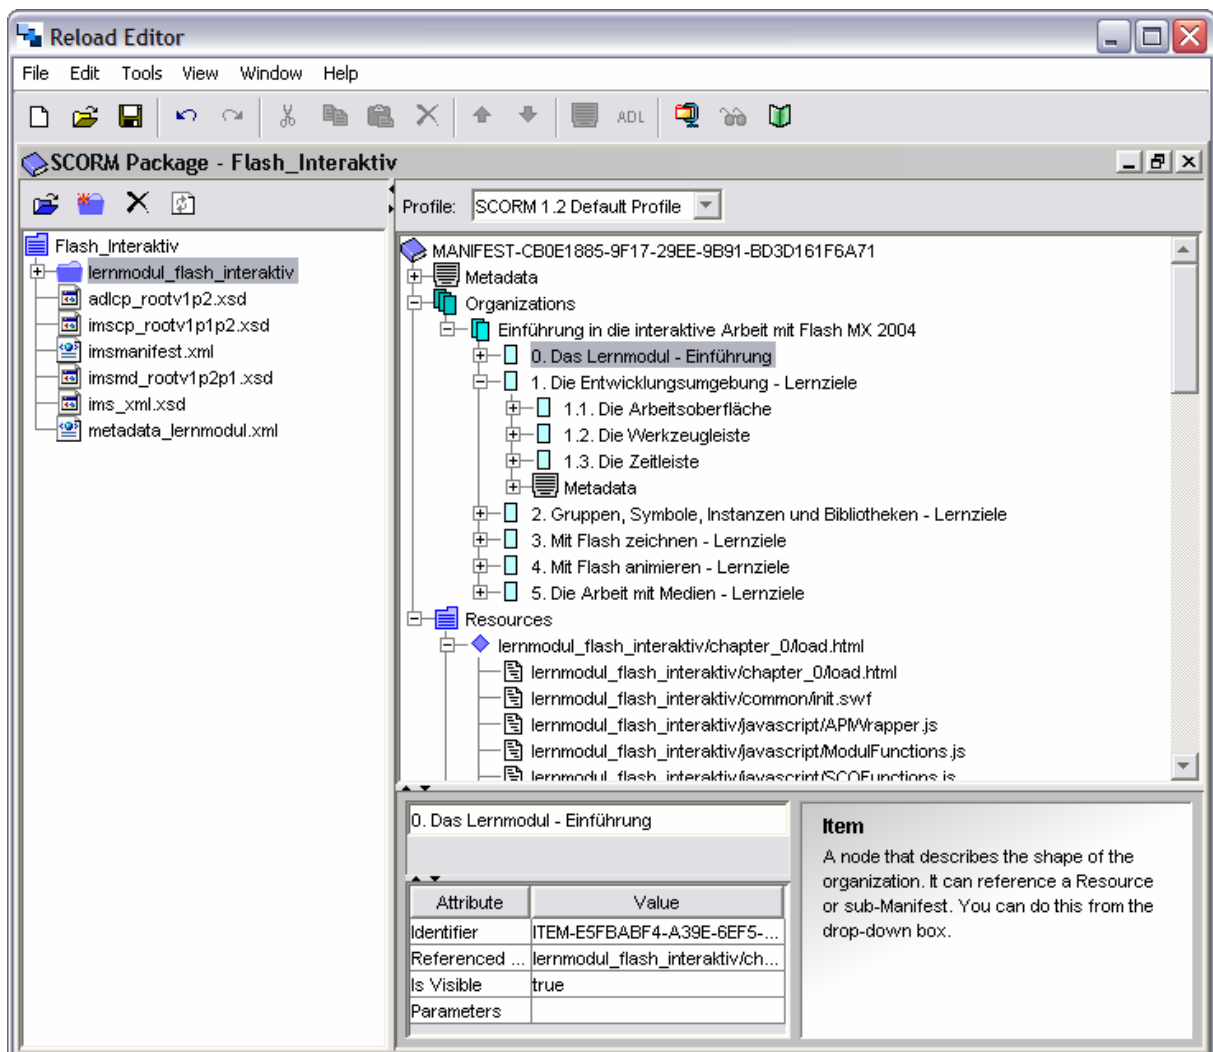 Reload Editor
File Edit Tools View Window Help
ADL
SCORM Package - Flash_Interaktiv
Profile: SCORM 1.2 Default Profile
Flash_Interaktiv
lernmodul_flash_interaktiv
adlcp_rootv1p2.xsd
imscp_rootv1p1p2.xsd
imsmanifest.xml
imsmd_rootv1p2p1.xsd
ims_xml.xsd
metadata_lernmodul.xml
MANIFEST-CB0E1885-9F17-29EE-9B91-BD3D161F6A71
Metadata
Organizations
Einführung in die interaktive Arbeit mit Flash MX 2004
0. Das Lernmodul - Einführung
1. Die Entwicklungsumgebung - Lernziele
1.1. Die Arbeitsoberfläche
1.2. Die Werkzeugleiste
1.3. Die Zeitleiste
Metadata
2. Gruppen, Symbole, Instanzen und Bibliotheken - Lernziele
3. Mit Flash zeichnen - Lernziele
4. Mit Flash animieren - Lernziele
5. Die Arbeit mit Medien - Lernziele
Resources
lernmodul_flash_interaktiv/chapter_0/load.html
lernmodul_flash_interaktiv/chapter_0/load.html
lernmodul_flash_interaktiv/common/init.swf
lernmodul_flash_interaktiv/javascript/APIWrapper.js
lernmodul_flash_interaktiv/javascript/ModulFunctions.js
lernmodul_flash_interaktiv/javascript/SCOFunctions.js
0. Das Lernmodul - Einführung
Attribute Value
Identifier ITEM-E5FBABF4-A39E-6EF5-...
Referenced ... lernmodul_flash_interaktiv/ch...
Is Visible true
Parameters
Item
A node that describes the shape of the
organization. It can reference a Resource
or sub-Manifest. You can do this from the
drop-down box.